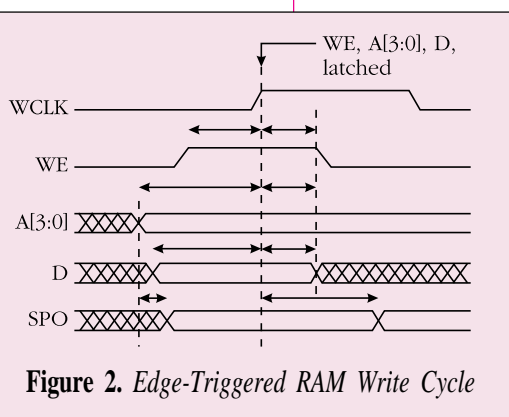 WE, A[3:0], D,
latched
WCLK
WE
A[3:0]
D
SPO
Figure 2. Edge-Triggered RAM Write Cycle